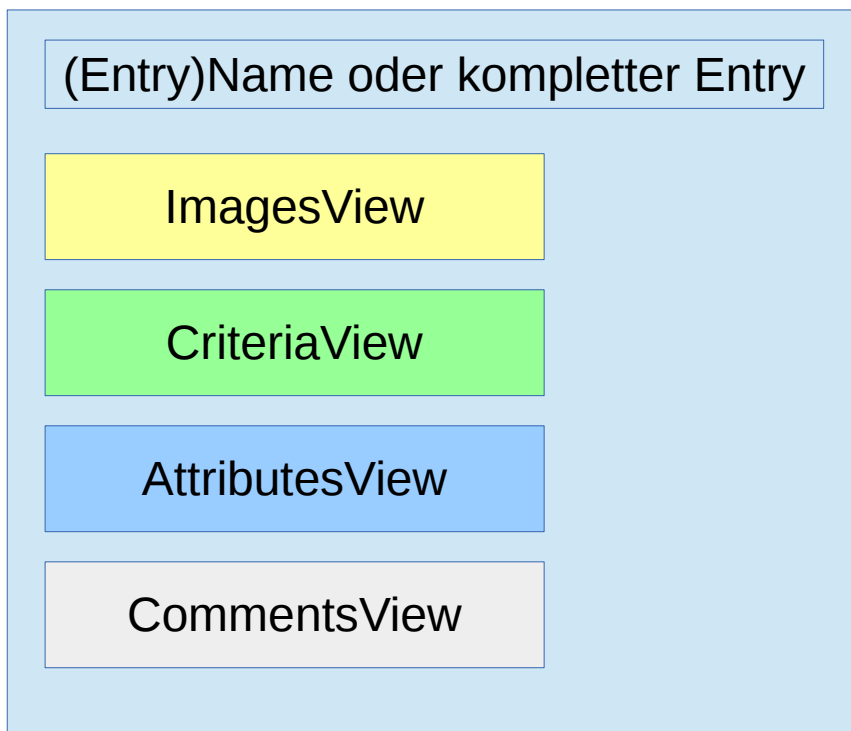 (Entry)Name oder kompletter Entry
ImagesView
CriteriaView
AttributesView
CommentsView